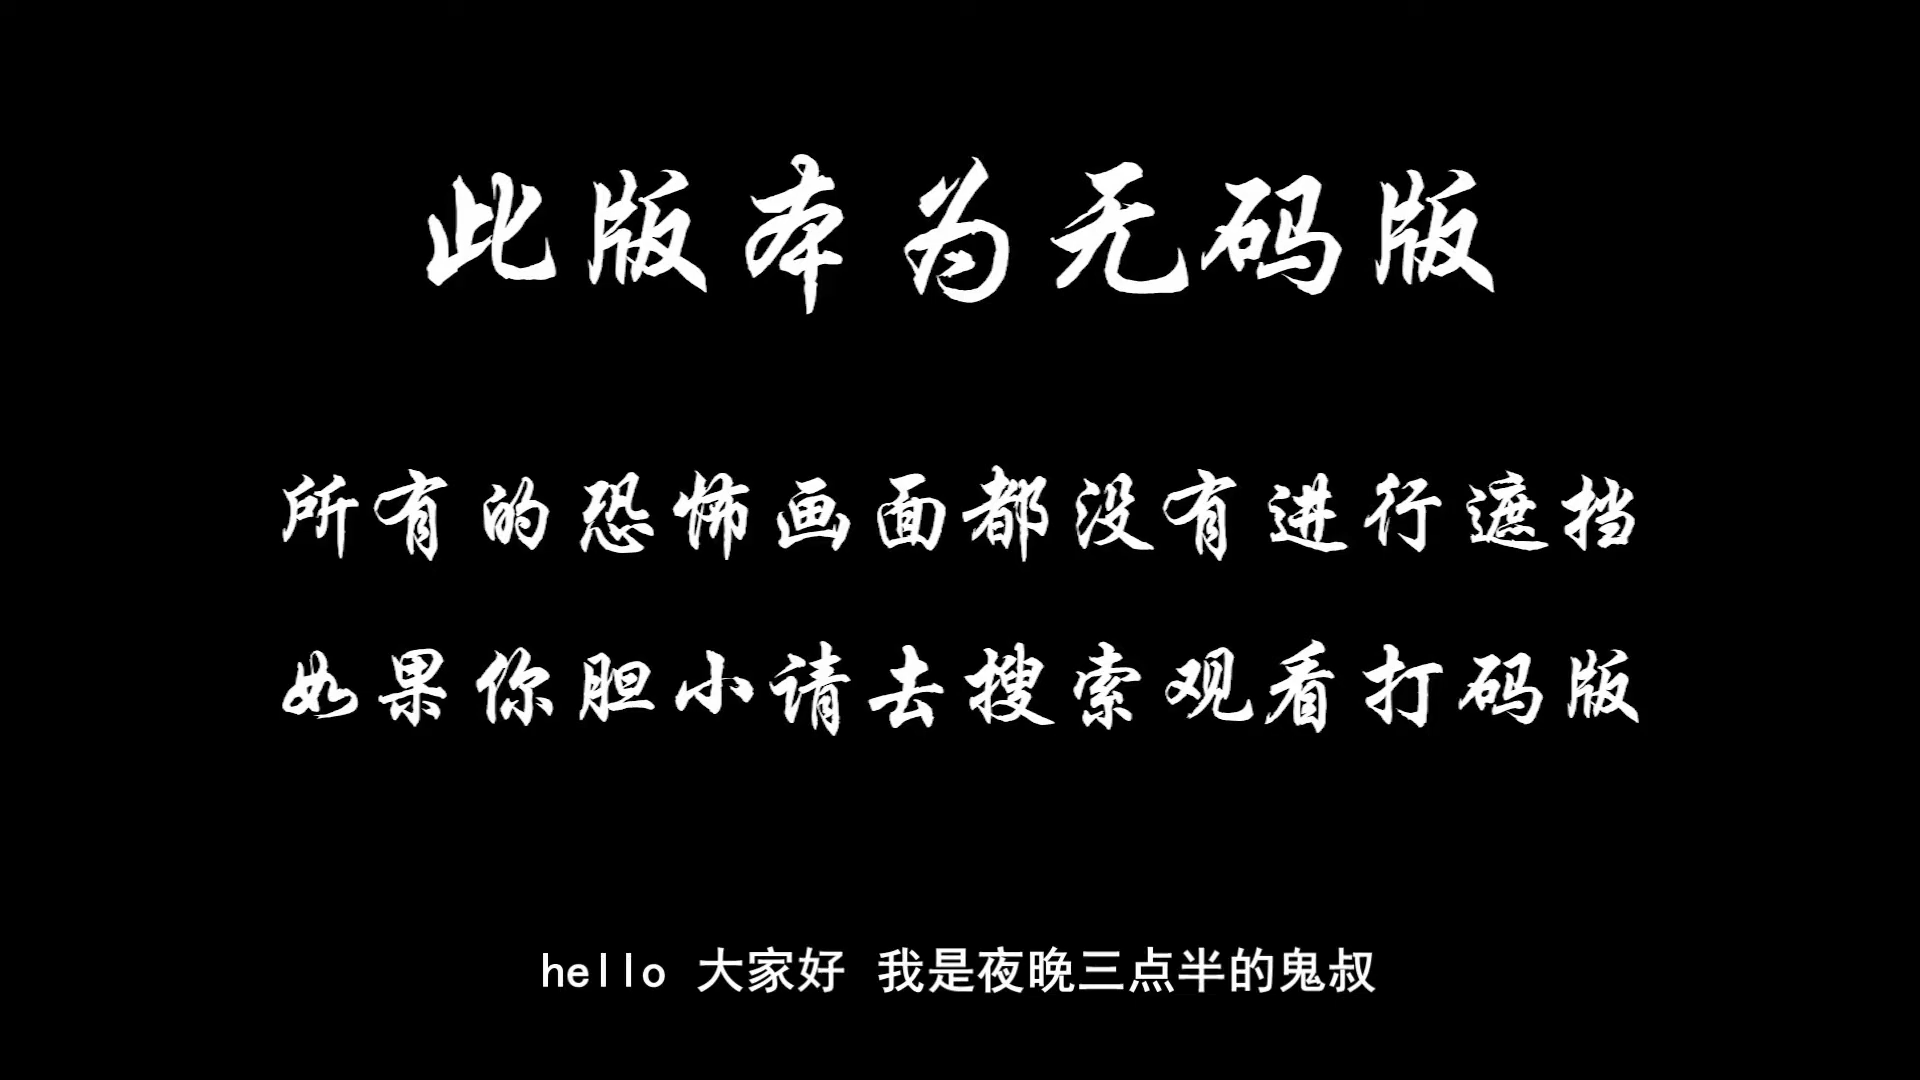 此版本为无码版
所有的恐怖画面都没有进行遮挡
如果你胆小请去搜索观看打码版
hello 大家好 我是夜晚三点半的鬼叔